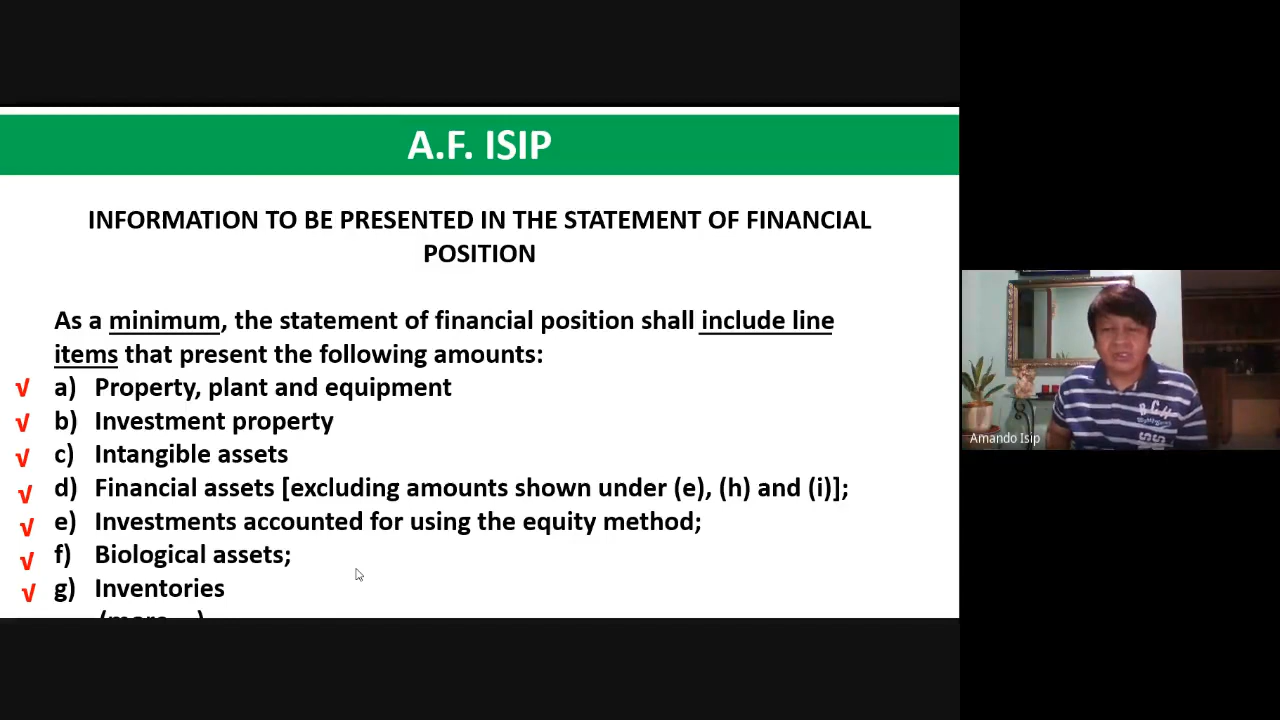 A.F. ISIP
INFORMATION TO BE PRESENTED IN THE STATEMENT OF FINANCIAL
POSITION
As a minimum, the statement of financial position shall include line
items that present the following amounts:
√ a) Property, plant and equipment
√ b) Investment property
√ c) Intangible assets
√ d) Financial assets [excluding amounts shown under (e), (h) and (i)];
√ e) Investments accounted for using the equity method;
√ f) Biological assets;
√ g) Inventories
Amando Isip